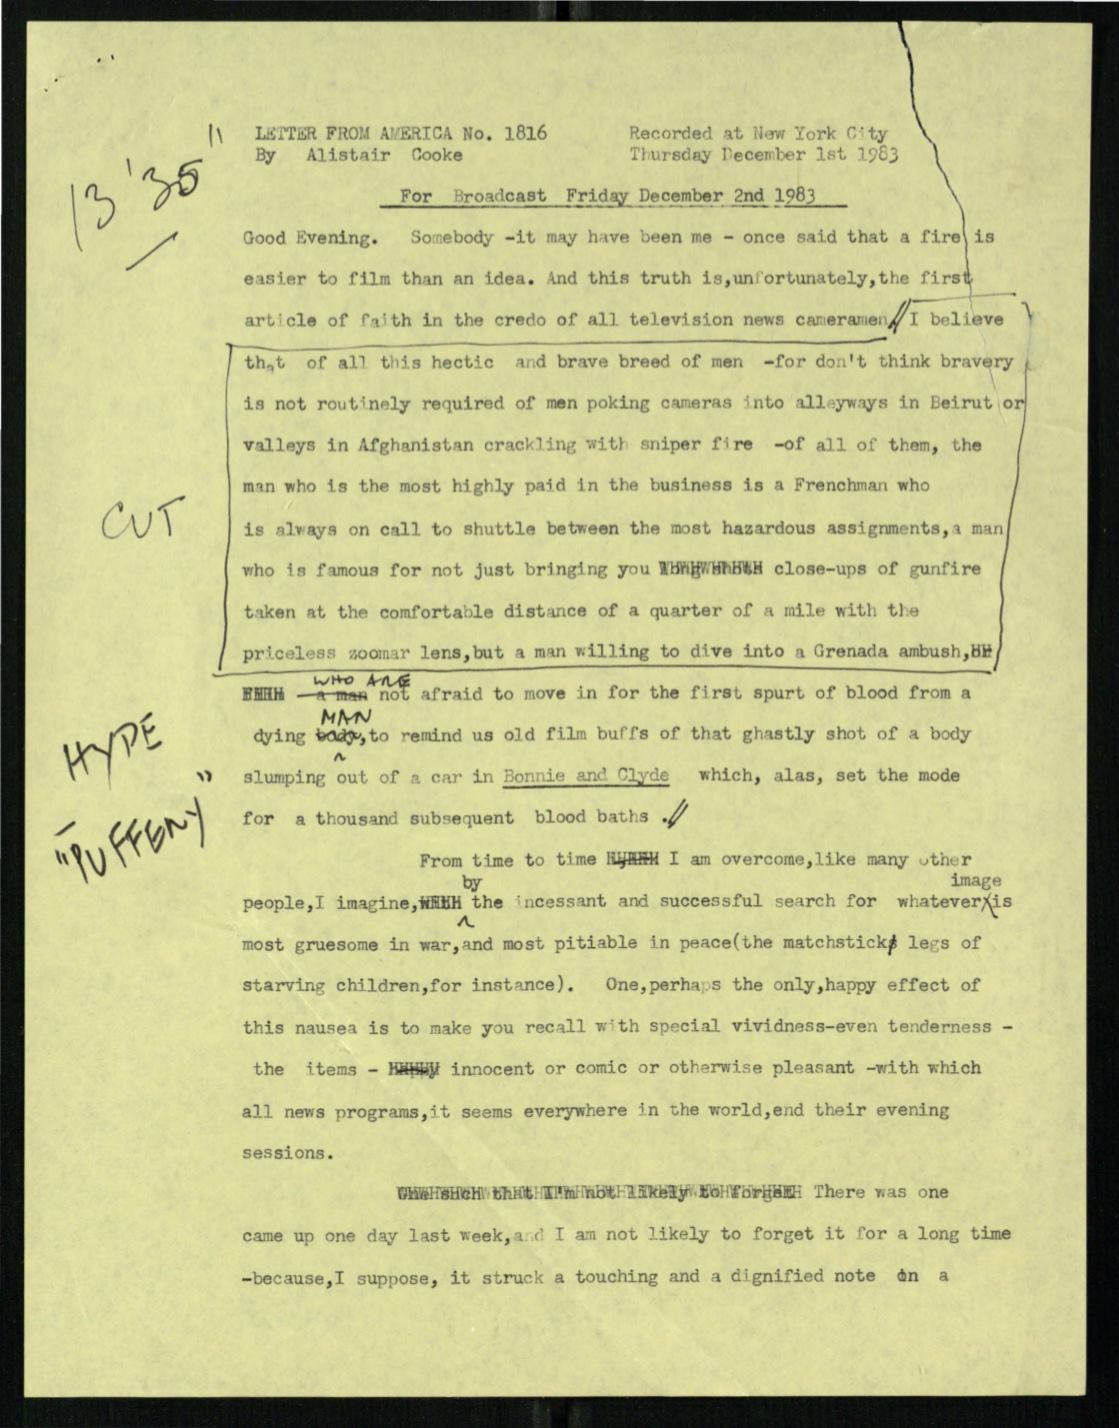 13'35"
LETTER FROM AMERICA No. 1816 Recorded at New York City
By Alistair Cooke Thursday December 1st 1983
For Broadcast Friday December 2nd 1983
Good Evening. Somebody -it may have been me - once said that a fire is
easier to film than an idea. And this truth is,unfortunately,the first
article of faith in the credo of all television news cameramen // I believe
that of all this hectic and brave breed of men -for don't think bravery
is not routinely required of men poking cameras into alleyways in Beirut or
valleys in Afghanistan crackling with sniper fire -of all of them, the
man who is the most highly paid in the business is a Frenchman who
CUT
is always on call to shuttle between the most hazardous assignments,a man
who is famous for not just bringing you long shots close-ups of gunfire
taken at the comfortable distance of a quarter of a mile with the
priceless zoomar lens,but a man willing to dive into a Grenada ambush,
WHO ARE
- a man not afraid to move in for the first spurt of blood from a
MAN
dying body,to remind us old film buffs of that ghastly shot of a body
HYPE
slumping out of a car in Bonnie and Clyde which, alas, set the mode
for a thousand subsequent blood baths .//
"PUFFERY"
From time to time I am overcome,like many other
by image
people,I imagine, the incessant and successful search for whatever is
most gruesome in war,and most pitiable in peace(the matchsticks legs of
starving children,for instance). One,perhaps the only,happy effect of
this nausea is to make you recall with special vividness-even tenderness -
the items - happy innocent or comic or otherwise pleasant -with which
all news programs,it seems everywhere in the world,end their evening
sessions.
One such that I'm not likely to forget There was one
came up one day last week,and I am not likely to forget it for a long time
-because,I suppose, it struck a touching and a dignified note on a